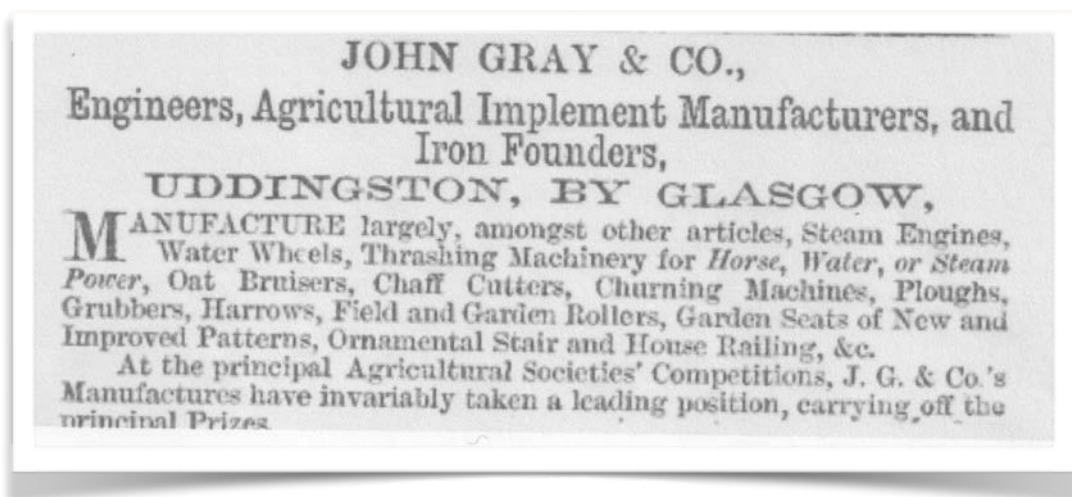 JOHN GRAY & CO.,
Engineers, Agricultural Implement Manufacturers, and
Iron Founders,
UDDINGSTON, BY GLASGOW,
MANUFACTURE largely, amongst other articles, Steam Engines,
Water Wheels, Thrashing Machinery for Horse, Water, or Steam
Power, Oat Bruisers, Chaff Cutters, Churning Machines, Ploughs,
Grubbers, Harrows, Field and Garden Rollers, Garden Seats of New and
Improved Patterns, Ornamental Stair and House Railing, &c.
At the principal Agricultural Societies' Competitions, J. G. & Co.'s
Manufactures have invariably taken a leading position, carrying off the
principal Prizes